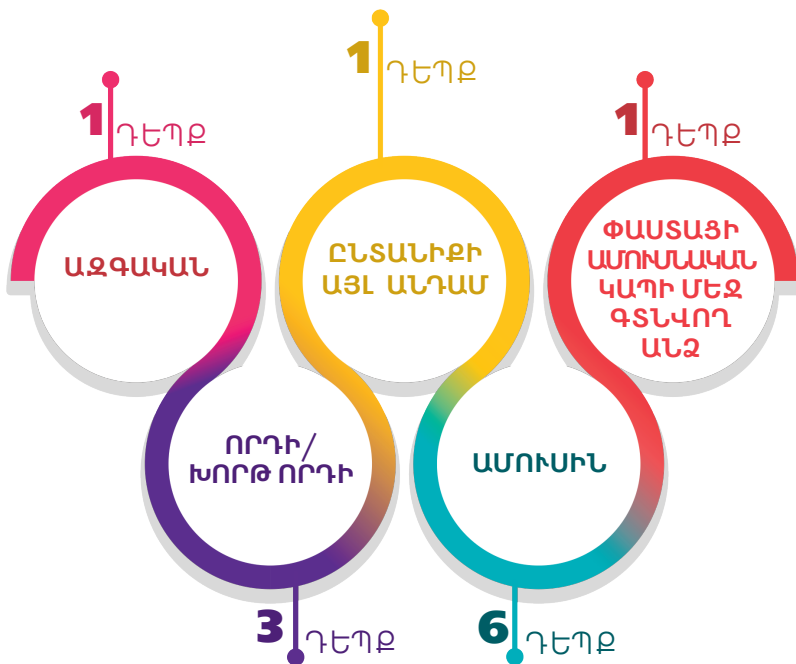 1 ԴԵՊՔ
ԱԶԳԱԿԱՆ
1 ԴԵՊՔ
ԸՆՏԱՆԻՔԻ
ԱՅԼ ԱՆԴԱՄ
1 ԴԵՊՔ
ՓԱՍՏԱՑԻ
ԱՄՈՒՄՆԱԿԱՆ
ԿԱՊԻ ՄԵՋ
ԳՏՆՎՈՂ
ԱՆՁ
ՈՐԴԻ/
ԽՈՐԹ ՈՐԴԻ
3 ԴԵՊՔ
ԱՄՈՒՍԻՆ
6 ԴԵՊՔ